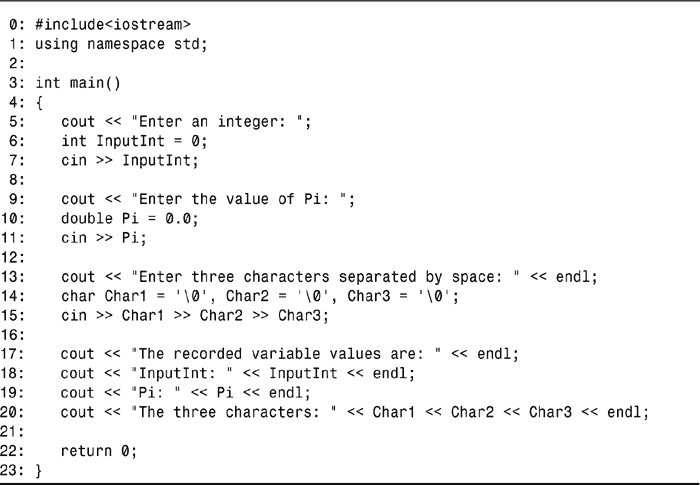 0: #include<iostream>
1: using namespace std;
2:
3: int main()
4: {
5:    cout << "Enter an integer: ";
6:    int InputInt = 0;
7:    cin >> InputInt;
8:
9:    cout << "Enter the value of Pi: ";
10:    double Pi = 0.0;
11:    cin >> Pi;
12:
13:    cout << "Enter three characters separated by space: " << endl;
14:    char Char1 = '\0', Char2 = '\0', Char3 = '\0';
15:    cin >> Char1 >> Char2 >> Char3;
16:
17:    cout << "The recorded variable values are: " << endl;
18:    cout << "InputInt: " << InputInt << endl;
19:    cout << "Pi: " << Pi << endl;
20:    cout << "The three characters: " << Char1 << Char2 << Char3 << endl;
21:
22:    return 0;
23: }